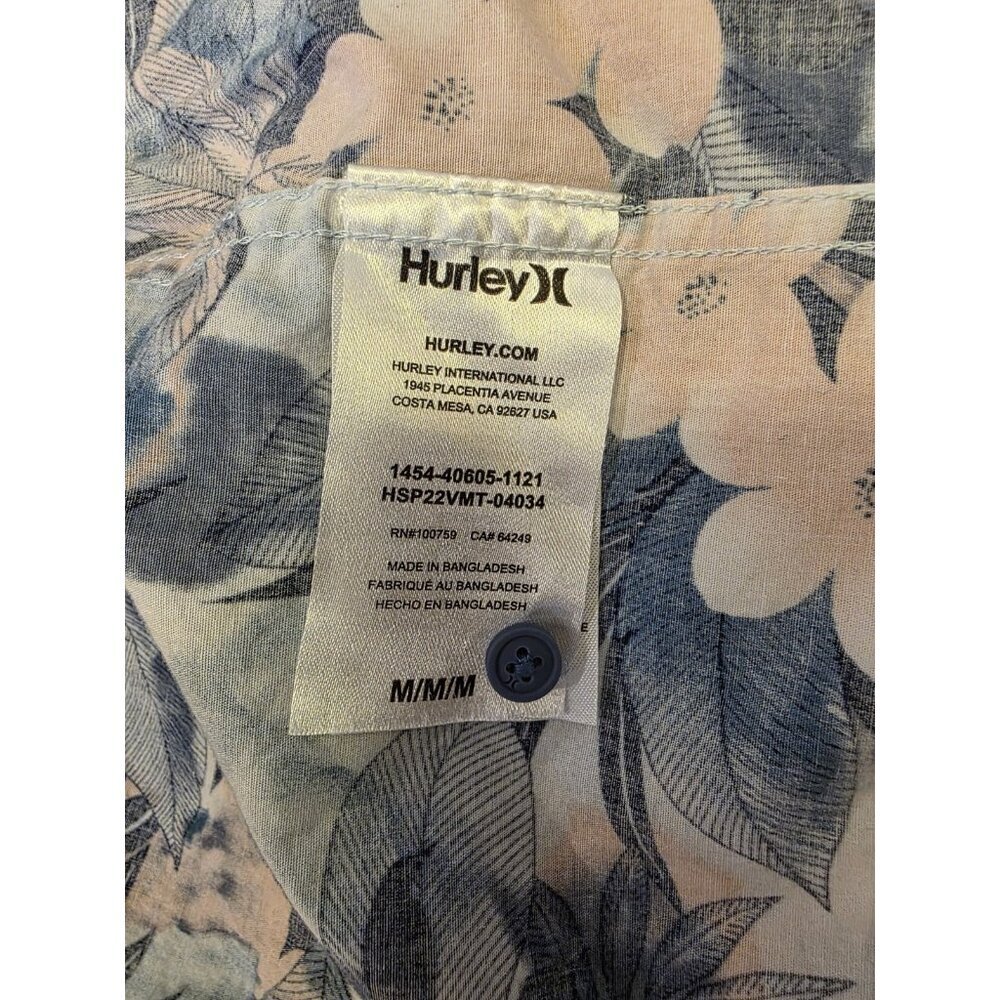 Hurley
HURLEY.COM
HURLEY INTERNATIONAL LLC
1945 PLACENTIA AVENUE
COSTA MESA, CA 92627 USA
1454-40605-1121
HSP22VMT-04034
RN#100759 CA# 64249
MADE IN BANGLADESH
FABRIQUÉ AU BANGLADESH
HECHO EN BANGLADESH
E
M/M/M